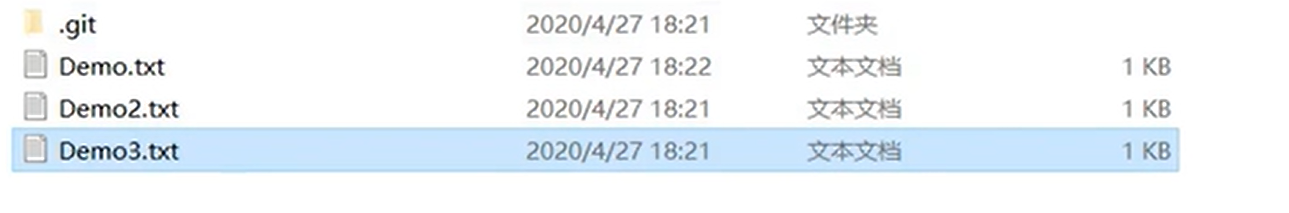 .git 2020/4/27 18:21 文件夹
Demo.txt 2020/4/27 18:22 文本文档 1 KB
Demo2.txt 2020/4/27 18:21 文本文档 1 KB
Demo3.txt 2020/4/27 18:21 文本文档 1 KB